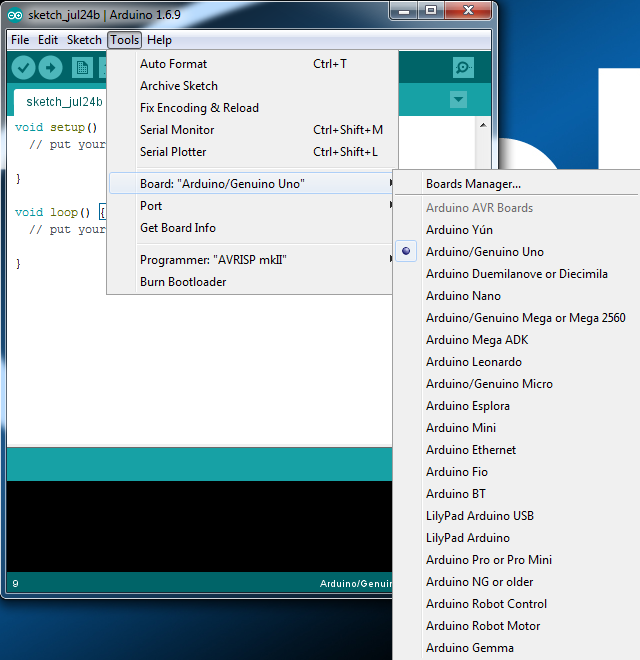 sketch_jul24b | Arduino 1.6.9
File Edit Sketch Tools Help
sketch_jul24b
void setup()
// put your
}
void loop() {
// put your
}
Auto Format Ctrl+T
Archive Sketch
Fix Encoding & Reload
Serial Monitor Ctrl+Shift+M
Serial Plotter Ctrl+Shift+L
Board: "Arduino/Genuino Uno"
Port
Get Board Info
Programmer: "AVRISP mkII"
Burn Bootloader
Boards Manager...
Arduino AVR Boards
Arduino Yún
Arduino/Genuino Uno
Arduino Duemilanove or Diecimila
Arduino Nano
Arduino/Genuino Mega or Mega 2560
Arduino Mega ADK
Arduino Leonardo
Arduino/Genuino Micro
Arduino Esplora
Arduino Mini
Arduino Ethernet
Arduino Fio
Arduino BT
LilyPad Arduino USB
LilyPad Arduino
Arduino Pro or Pro Mini
Arduino NG or older
Arduino Robot Control
Arduino Robot Motor
Arduino Gemma
9 Arduino/Genuin